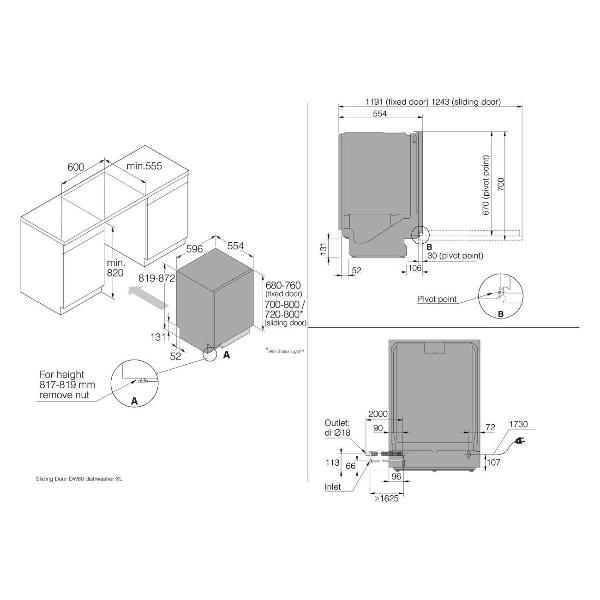 600
min.555
min.
820
596
554
819-872
680-760
(fixed door)
700-800 /
720-800*
(sliding door)
*With Status Light™
131
52
A
For height
817-819 mm
remove nut
A
Sliding Door DW60 dishwasher XL
1191 (fixed door) 1243 (sliding door)
554
670 (pivot point)
700
131
52
106
B
30 (pivot point)
Pivot point
B
Outlet:
di Ø18
2000
90
72
1730
113
66
107
Inlet
96
≥1625